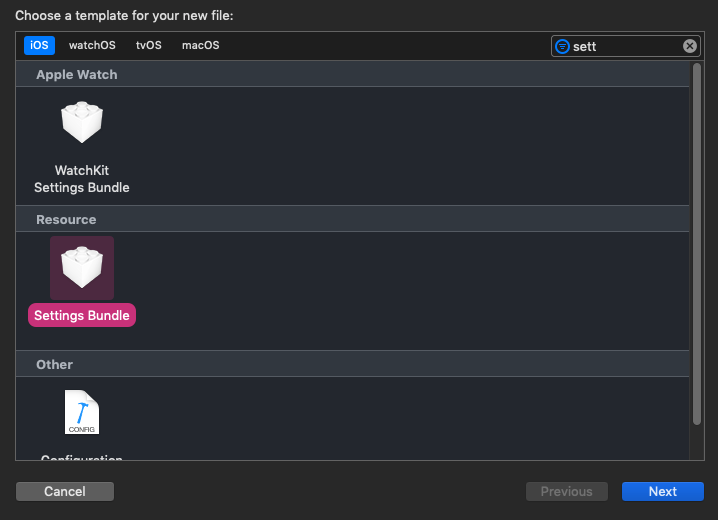 Choose a template for your new file:
iOS watchOS tvOS macOS sett
Apple Watch
WatchKit
Settings Bundle
Resource
Settings Bundle
Other
CONFIG
Configuration
Cancel Previous Next